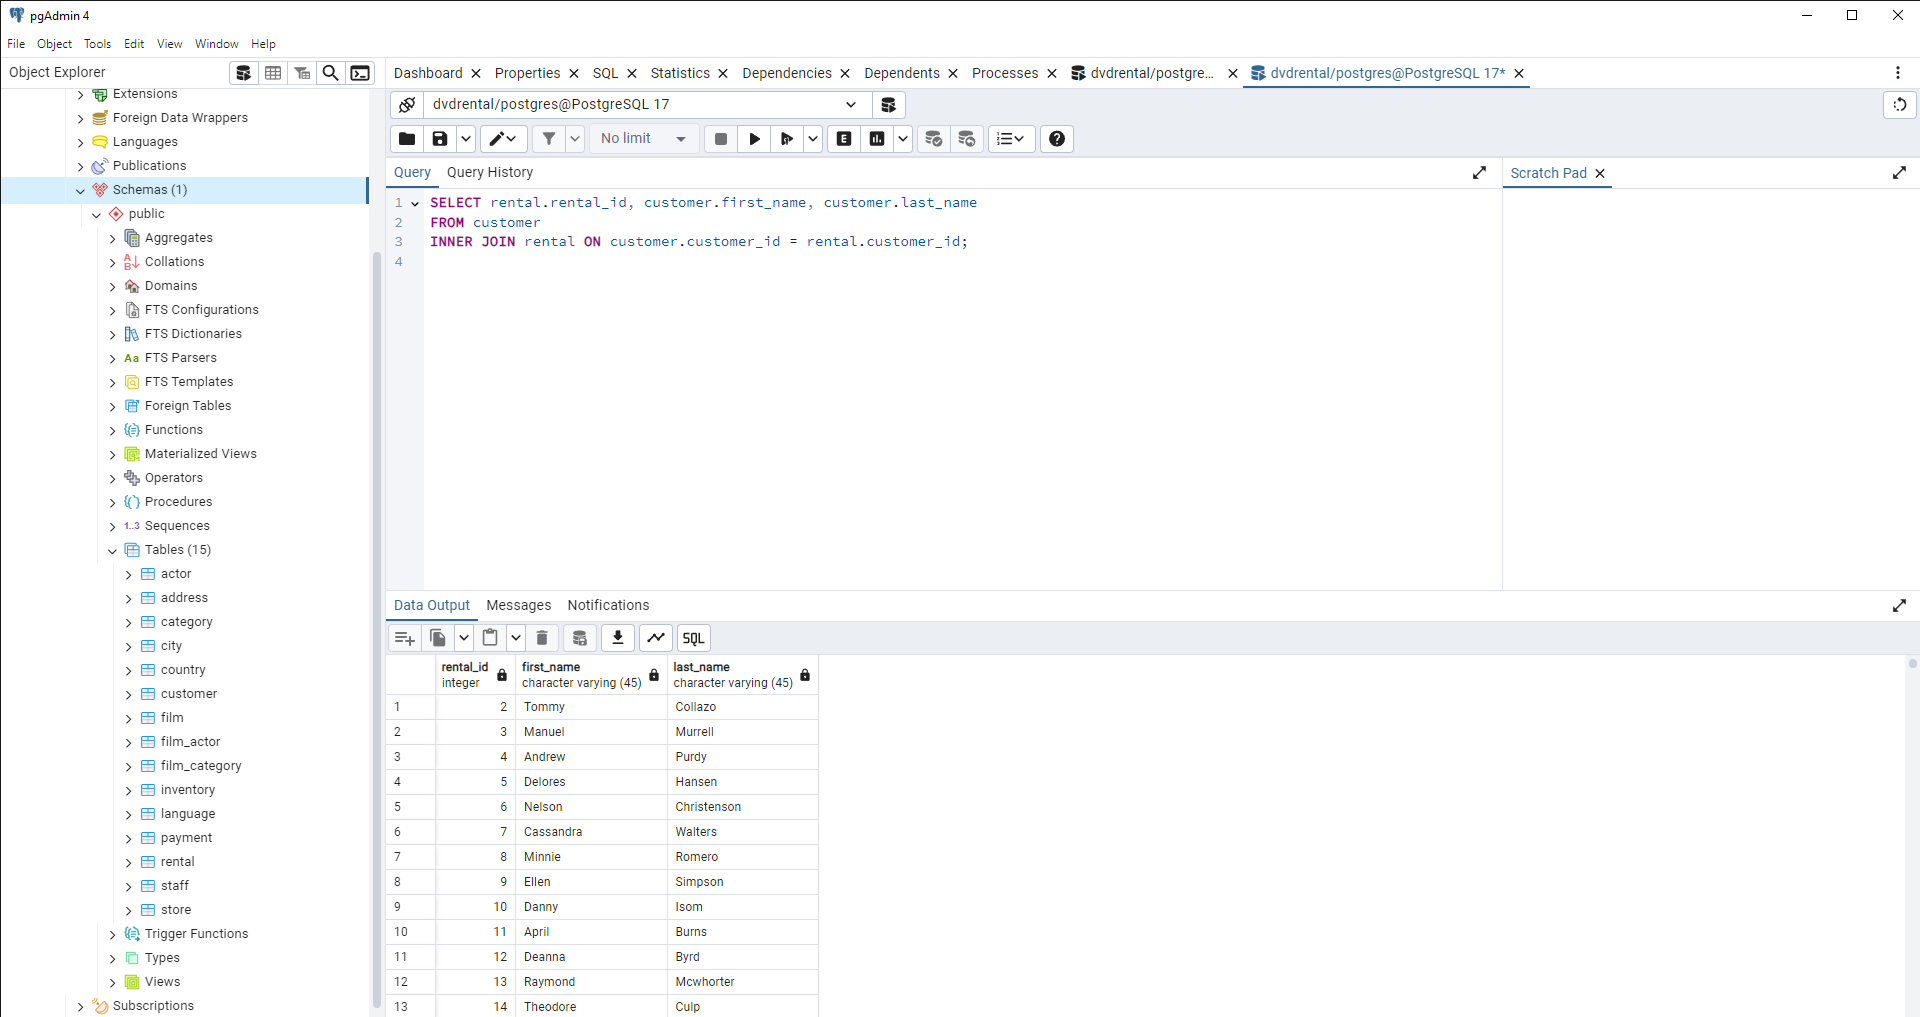 pgAdmin 4
File Object Tools Edit View Window Help
Object Explorer
Extensions
Foreign Data Wrappers
Languages
Publications
Schemas (1)
public
Aggregates
Collations
Domains
FTS Configurations
FTS Dictionaries
Aa FTS Parsers
FTS Templates
Foreign Tables
Functions
Materialized Views
Operators
Procedures
1..3 Sequences
Tables (15)
actor
address
category
city
country
customer
film
film_actor
film_category
inventory
language
payment
rental
staff
store
Trigger Functions
Types
Views
Subscriptions
Dashboard Properties SQL Statistics Dependencies Dependents Processes dvdrental/postgre... dvdrental/postgres@PostgreSQL 17*
dvdrental/postgres@PostgreSQL 17
No limit E
Query Query History
1 SELECT rental.rental_id, customer.first_name, customer.last_name
2 FROM customer
3 INNER JOIN rental ON customer.customer_id = rental.customer_id;
4
Scratch Pad
Data Output Messages Notifications
SQL
rental_id first_name last_name
integer character varying (45) character varying (45)
1 2 Tommy Collazo
2 3 Manuel Murrell
3 4 Andrew Purdy
4 5 Delores Hansen
5 6 Nelson Christenson
6 7 Cassandra Walters
7 8 Minnie Romero
8 9 Ellen Simpson
9 10 Danny Isom
10 11 April Burns
11 12 Deanna Byrd
12 13 Raymond Mcwhorter
13 14 Theodore Culp